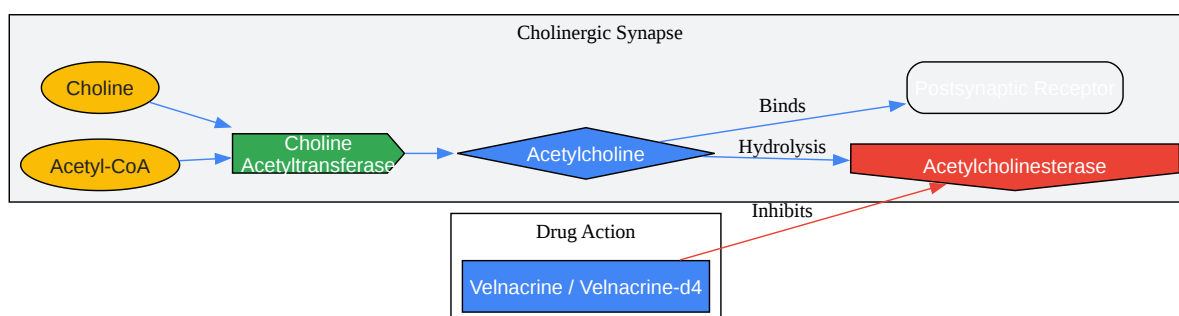 Cholinergic Synapse
Choline
Acetyl-CoA
Choline
Acetyltransferase
Acetylcholine
Binds
Hydrolysis
Postsynaptic Receptor
Acetylcholinesterase
Inhibits
Drug Action
Velnacrine / Velnacrine-d4